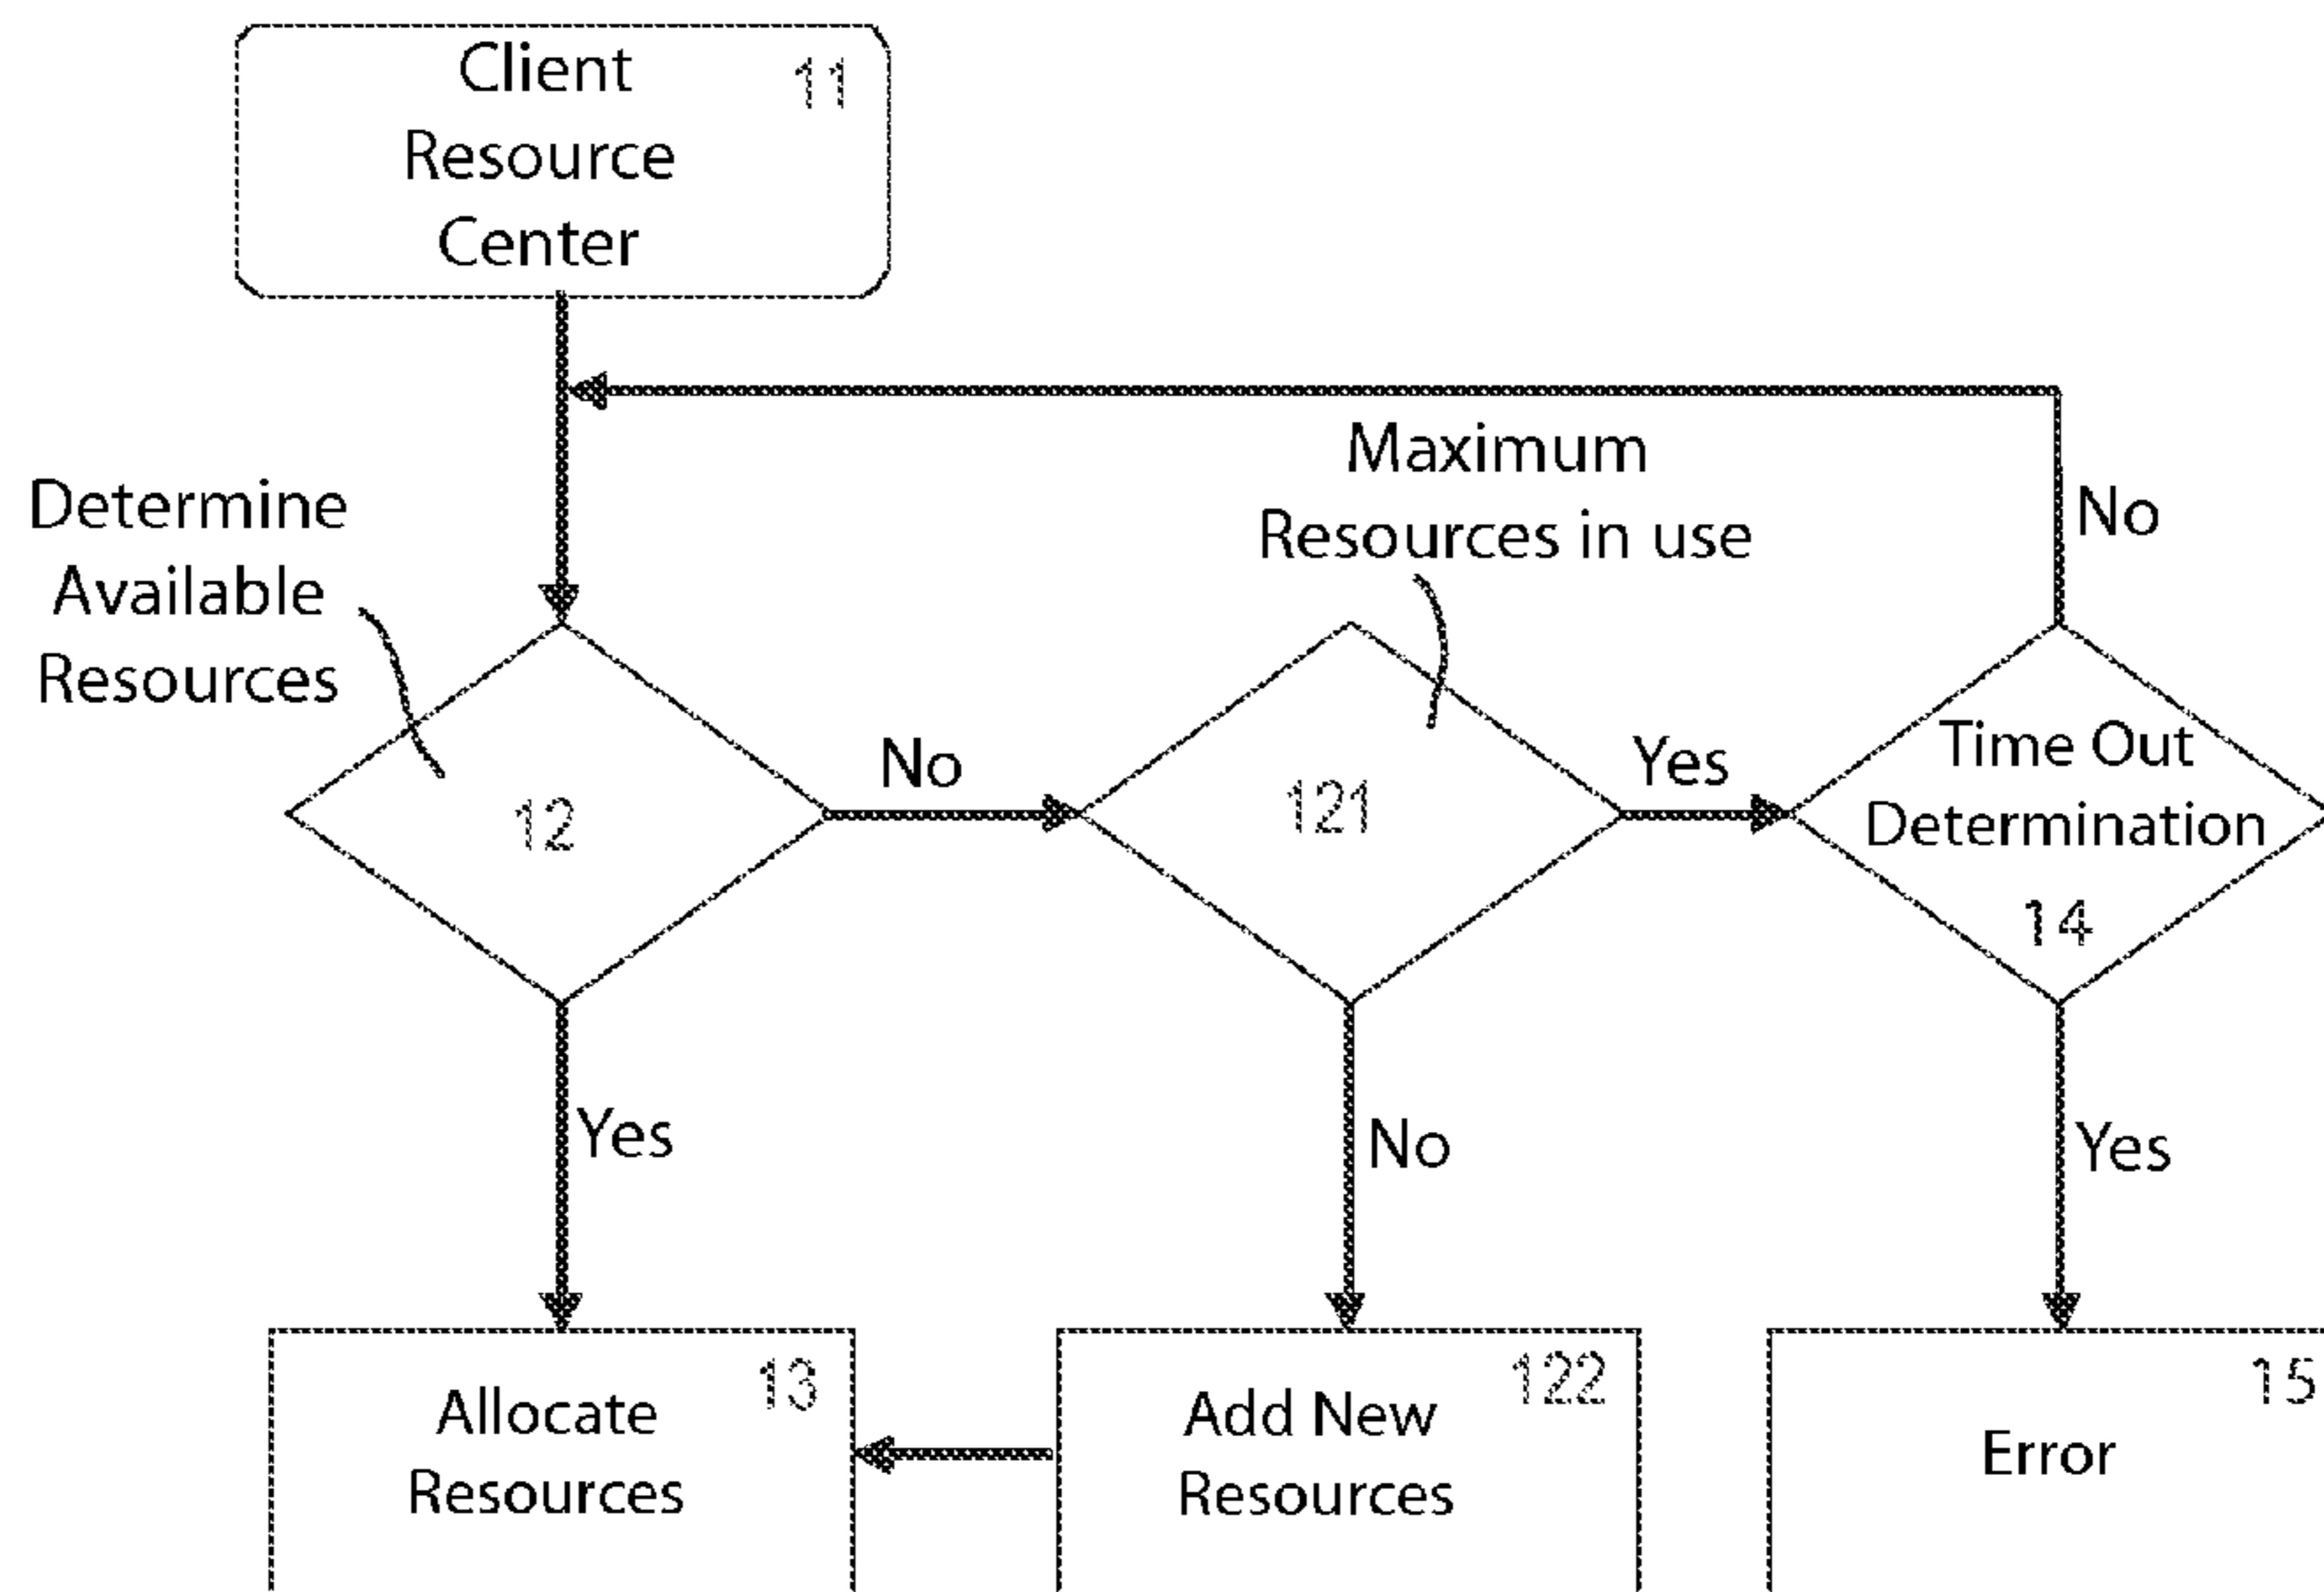 Client
Resource
Center
11
Maximum
Resources in use
Determine
Available
Resources
No
12
No
121
Yes
Time Out
Determination
14
Yes
No
Yes
Allocate
Resources
13
Add New
Resources
122
Error
15